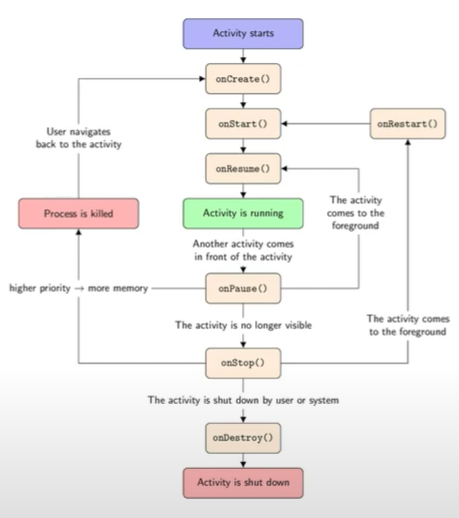 Activity starts
onCreate()
User navigates
back to the activity
onStart()
onRestart()
onResume()
Process is killed
Activity is running
The activity
comes to the
foreground
Another activity comes
in front of the activity
higher priority → more memory
onPause()
The activity is no longer visible
The activity comes
to the foreground
onStop()
The activity is shut down by user or system
onDestroy()
Activity is shut down